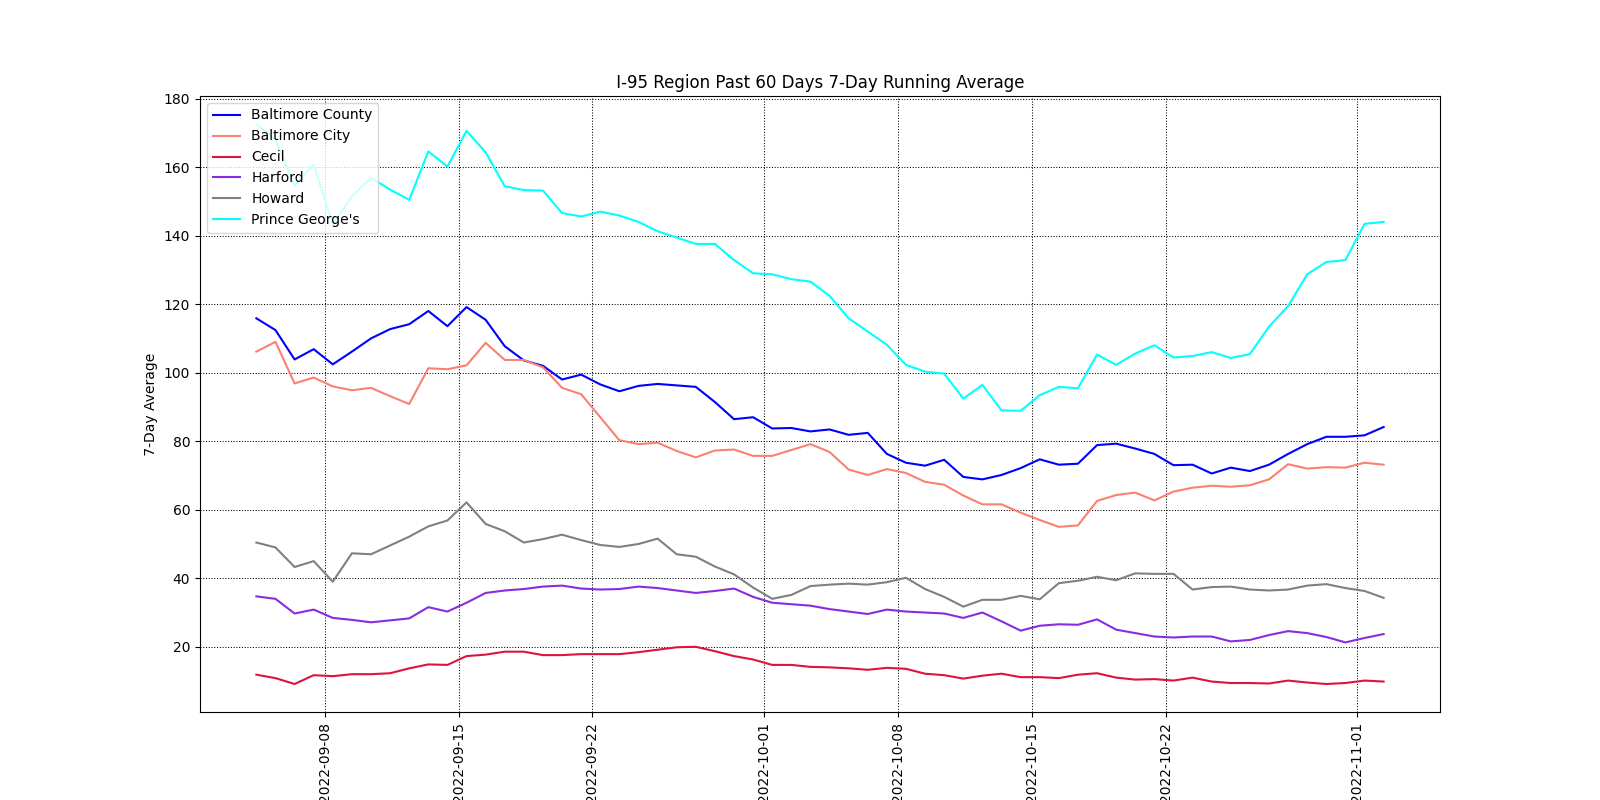 I-95 Region Past 60 Days 7-Day Running Average
180
160
140
120
100
80
60
40
20
7-Day Average
Baltimore County
Baltimore City
Cecil
Harford
Howard
Prince George's
2022-09-08
2022-09-15
2022-09-22
2022-10-01
2022-10-08
2022-10-15
2022-10-22
2022-11-01